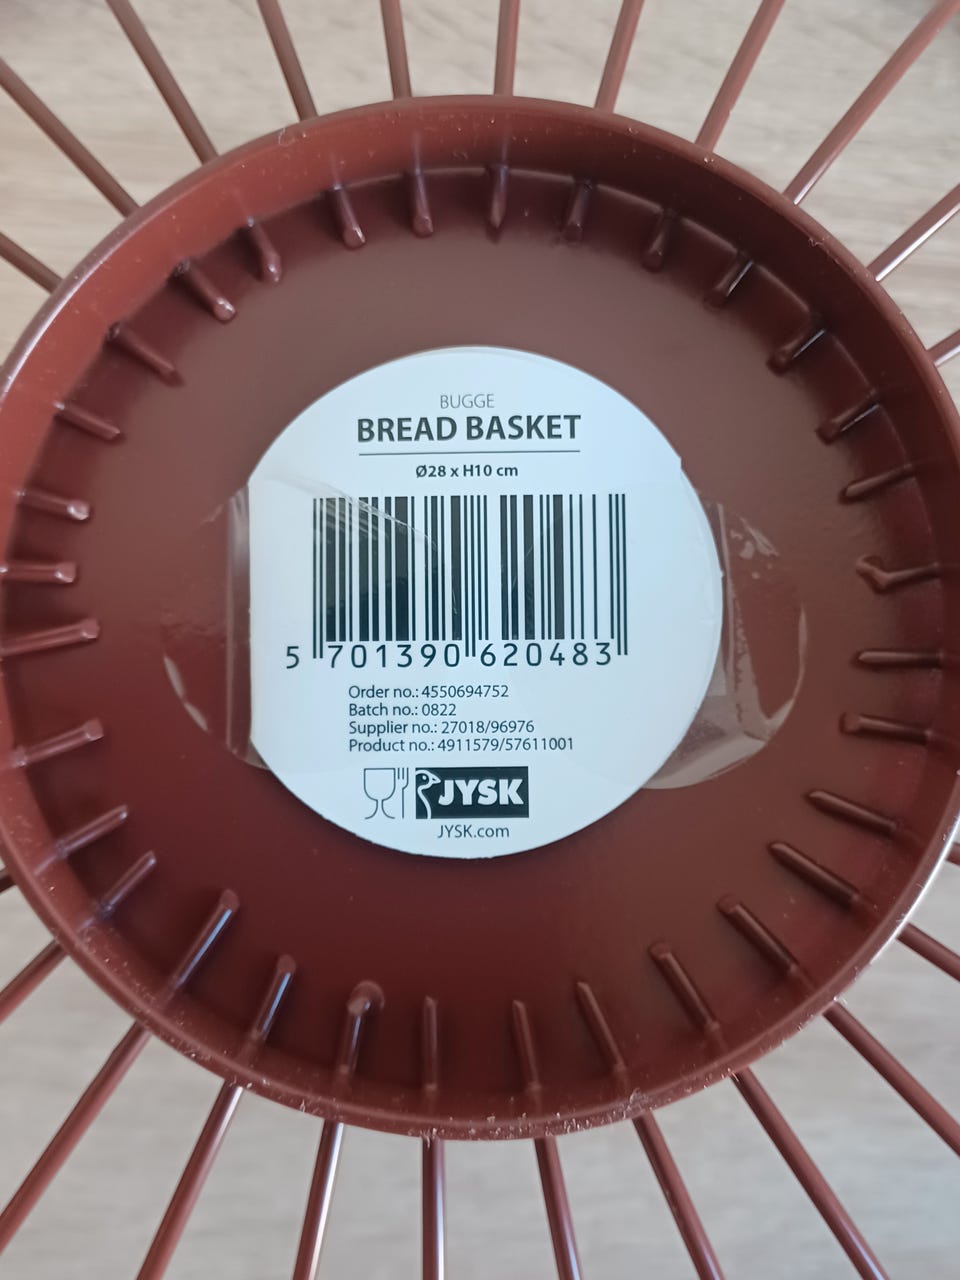 BUGGE
BREAD BASKET
Ø28 x H10 cm
5 701390 620483
Order no.: 4550694752
Batch no.: 0822
Supplier no.: 27018/96976
Product no.: 4911579/57611001
JYSK
JYSK.com